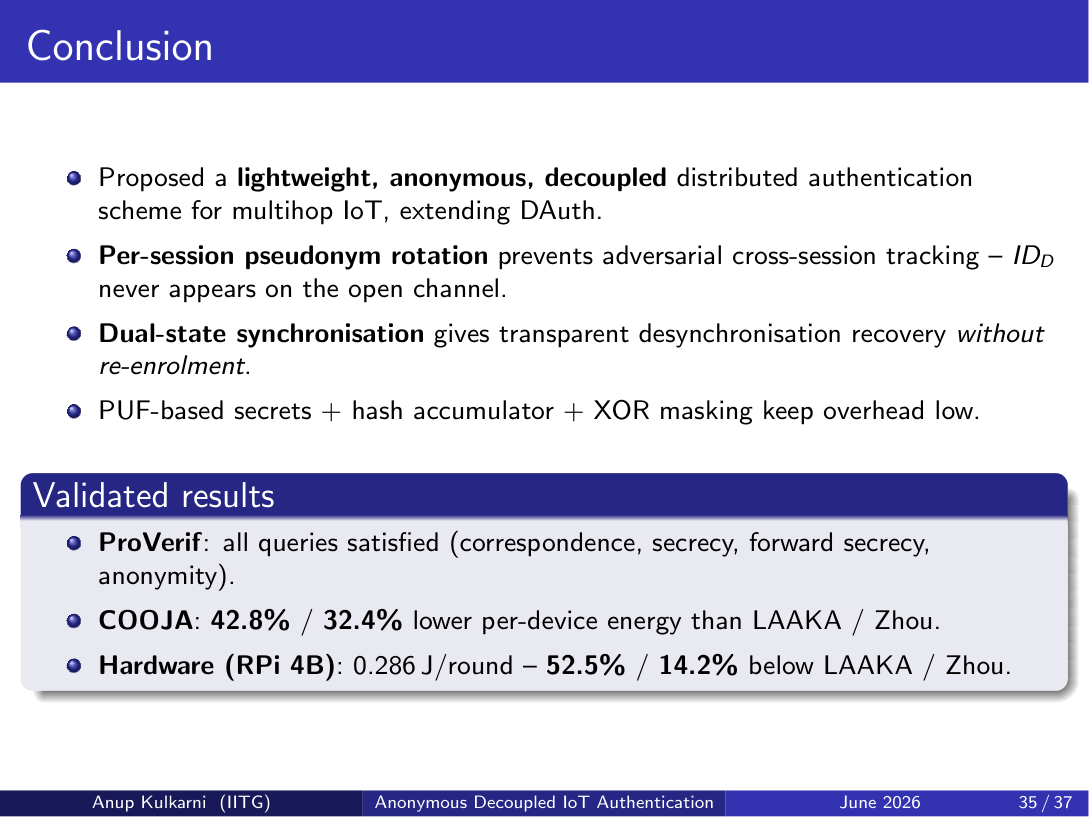 Conclusion
Proposed a lightweight, anonymous, decoupled distributed authentication
scheme for multihop IoT, extending DAuth.
Per-session pseudonym rotation prevents adversarial cross-session tracking – ID_D
never appears on the open channel.
Dual-state synchronisation gives transparent desynchronisation recovery without
re-enrolment.
PUF-based secrets + hash accumulator + XOR masking keep overhead low.
Validated results
ProVerif: all queries satisfied (correspondence, secrecy, forward secrecy,
anonymity).
COOJA: 42.8% / 32.4% lower per-device energy than LAAKA / Zhou.
Hardware (RPi 4B): 0.286 J/round – 52.5% / 14.2% below LAAKA / Zhou.
Anup Kulkarni (IITG) Anonymous Decoupled IoT Authentication June 2026 35 / 37